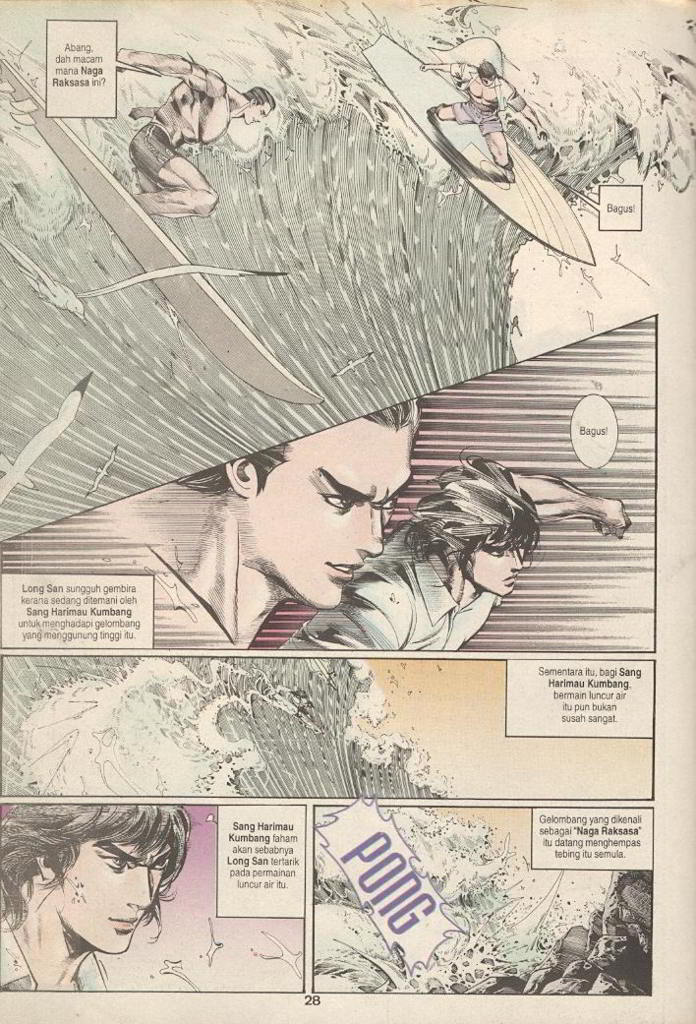 Abang,
dah macam
mana Naga
Raksasa ini?
Bagus!
Bagus!
Long San sungguh gembira
kerana sedang ditemani oleh
Sang Harimau Kumbang
untuk menghadapi gelombang
yang menggunung tinggi itu.
Sementara itu, bagi Sang
Harimau Kumbang,
bermain luncur air
itu pun bukan
susah sangat.
Sang Harimau
Kumbang faham
akan sebabnya
Long San tertarik
pada permainan
luncur air itu.
Gelombang yang dikenali
sebagai "Naga Raksasa"
itu datang menghempas
tebing itu semula.
PONG
28